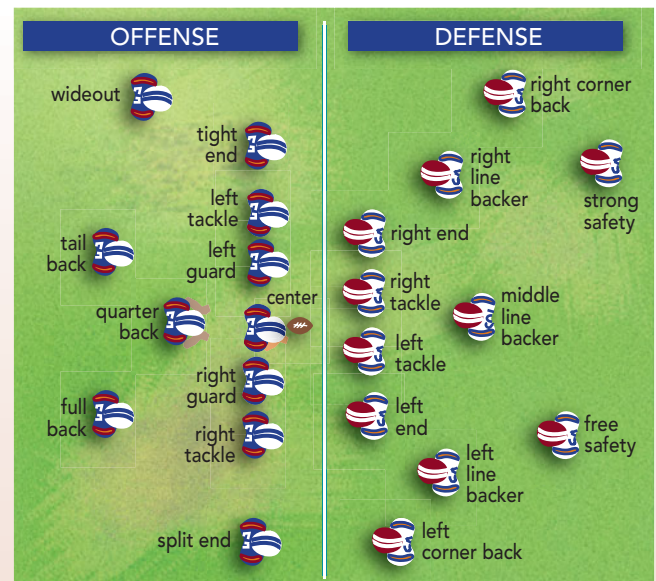 OFFENSE
wideout
tight
end
left
tackle
tail
back
left
guard
center
quarter
back
right
guard
full
back
right
tackle
split end
DEFENSE
right corner
back
right
line
backer
strong
safety
right end
right
tackle
middle
line
backer
left
tackle
left
end
free
safety
left
line
backer
left
corner back